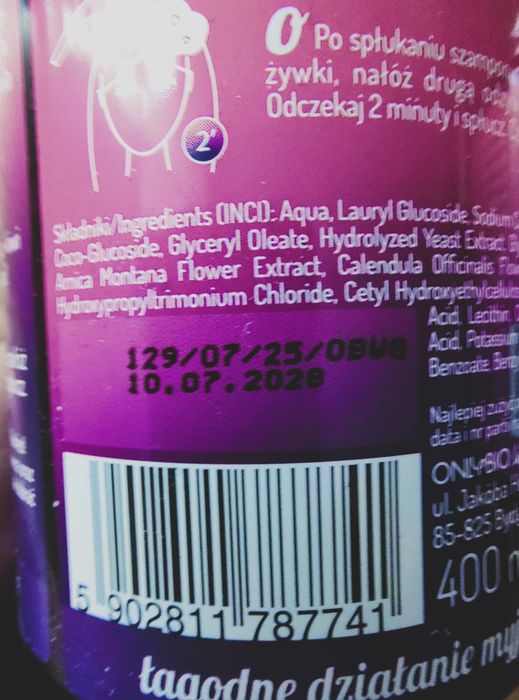 O Po spłukaniu szampon
żywki, nałóż drugą
Odczekaj 2 minuty i spłucz.
2'
Składniki/Ingredients (INCI): Aqua, Lauryl Glucoside, Sodium
Coco-Glucoside, Glyceryl Oleate, Hydrolyzed Yeast Extract,
Arnica Montana Flower Extract, Calendula Officinalis
Hydroxypropyltrimonium Chloride, Cetyl Hydroxyethylcellulose
Acid, Lecithin,
Acid, Potassium
Benzoate,
129/07/25/OBWG
10.07.2028
Najlepiej zużyć
data i nr partii
ONLYBIO
ul. Jakóba
85-825
400
5 902811 787741
łagodne działanie